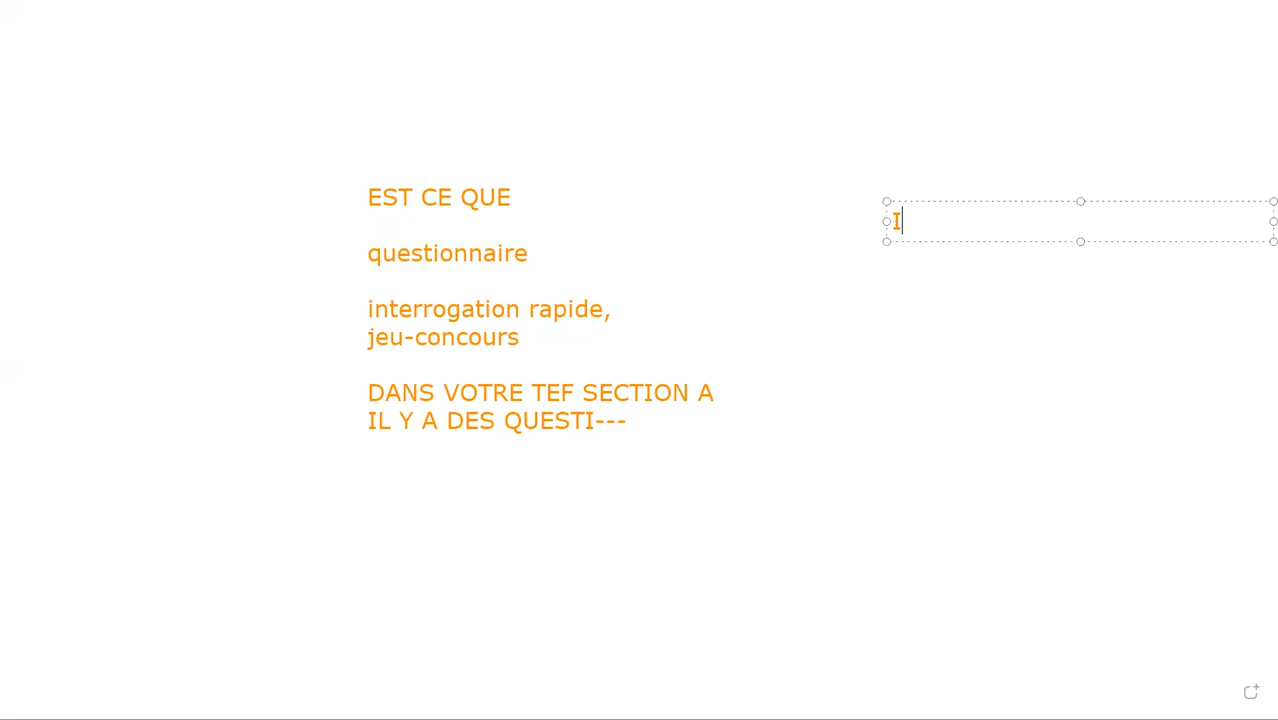 EST CE QUE
questionnaire
interrogation rapide,
jeu-concours
DANS VOTRE TEF SECTION A
IL Y A DES QUESTI---
I